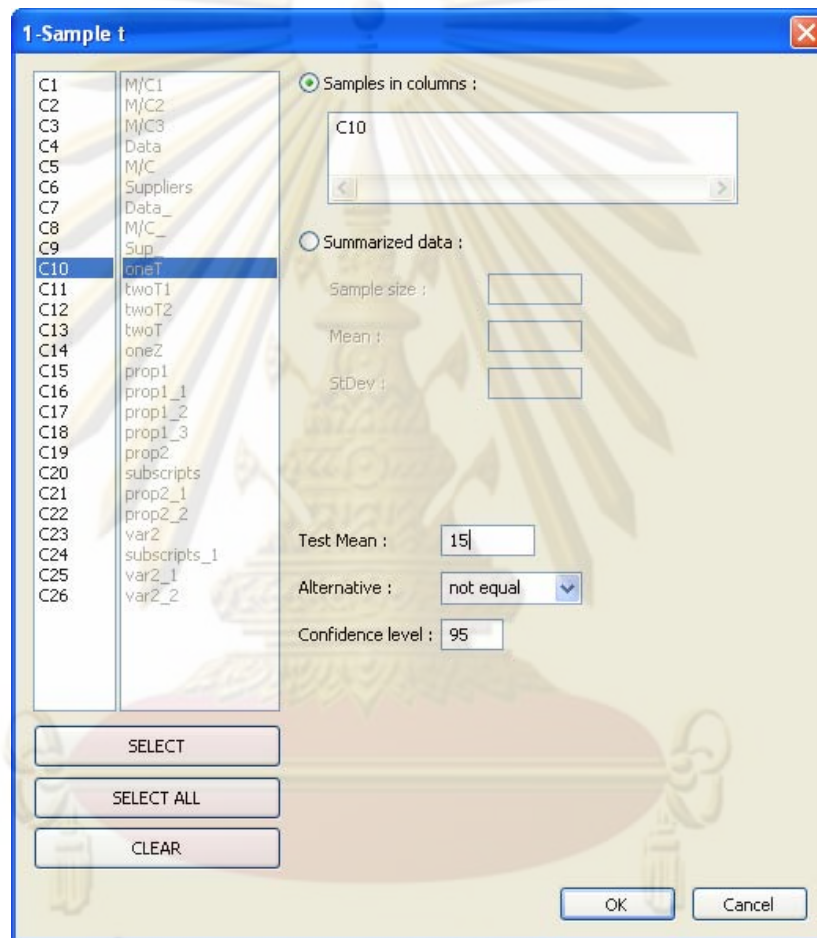 1-Sample t
C1 M/C1
C2 M/C2
C3 M/C3
C4 Data
C5 M/C
C6 Suppliers
C7 Data_
C8 M/C_
C9 Sup_
C10 oneT
C11 twoT1
C12 twoT2
C13 twoT
C14 oneZ
C15 prop1
C16 prop1_1
C17 prop1_2
C18 prop1_3
C19 prop2
C20 subscripts
C21 prop2_1
C22 prop2_2
C23 var2
C24 subscripts_1
C25 var2_1
C26 var2_2
SELECT
SELECT ALL
CLEAR
Samples in columns :
C10
Summarized data :
Sample size :
Mean :
StDev :
Test Mean : 15
Alternative : not equal
Confidence level : 95
OK Cancel